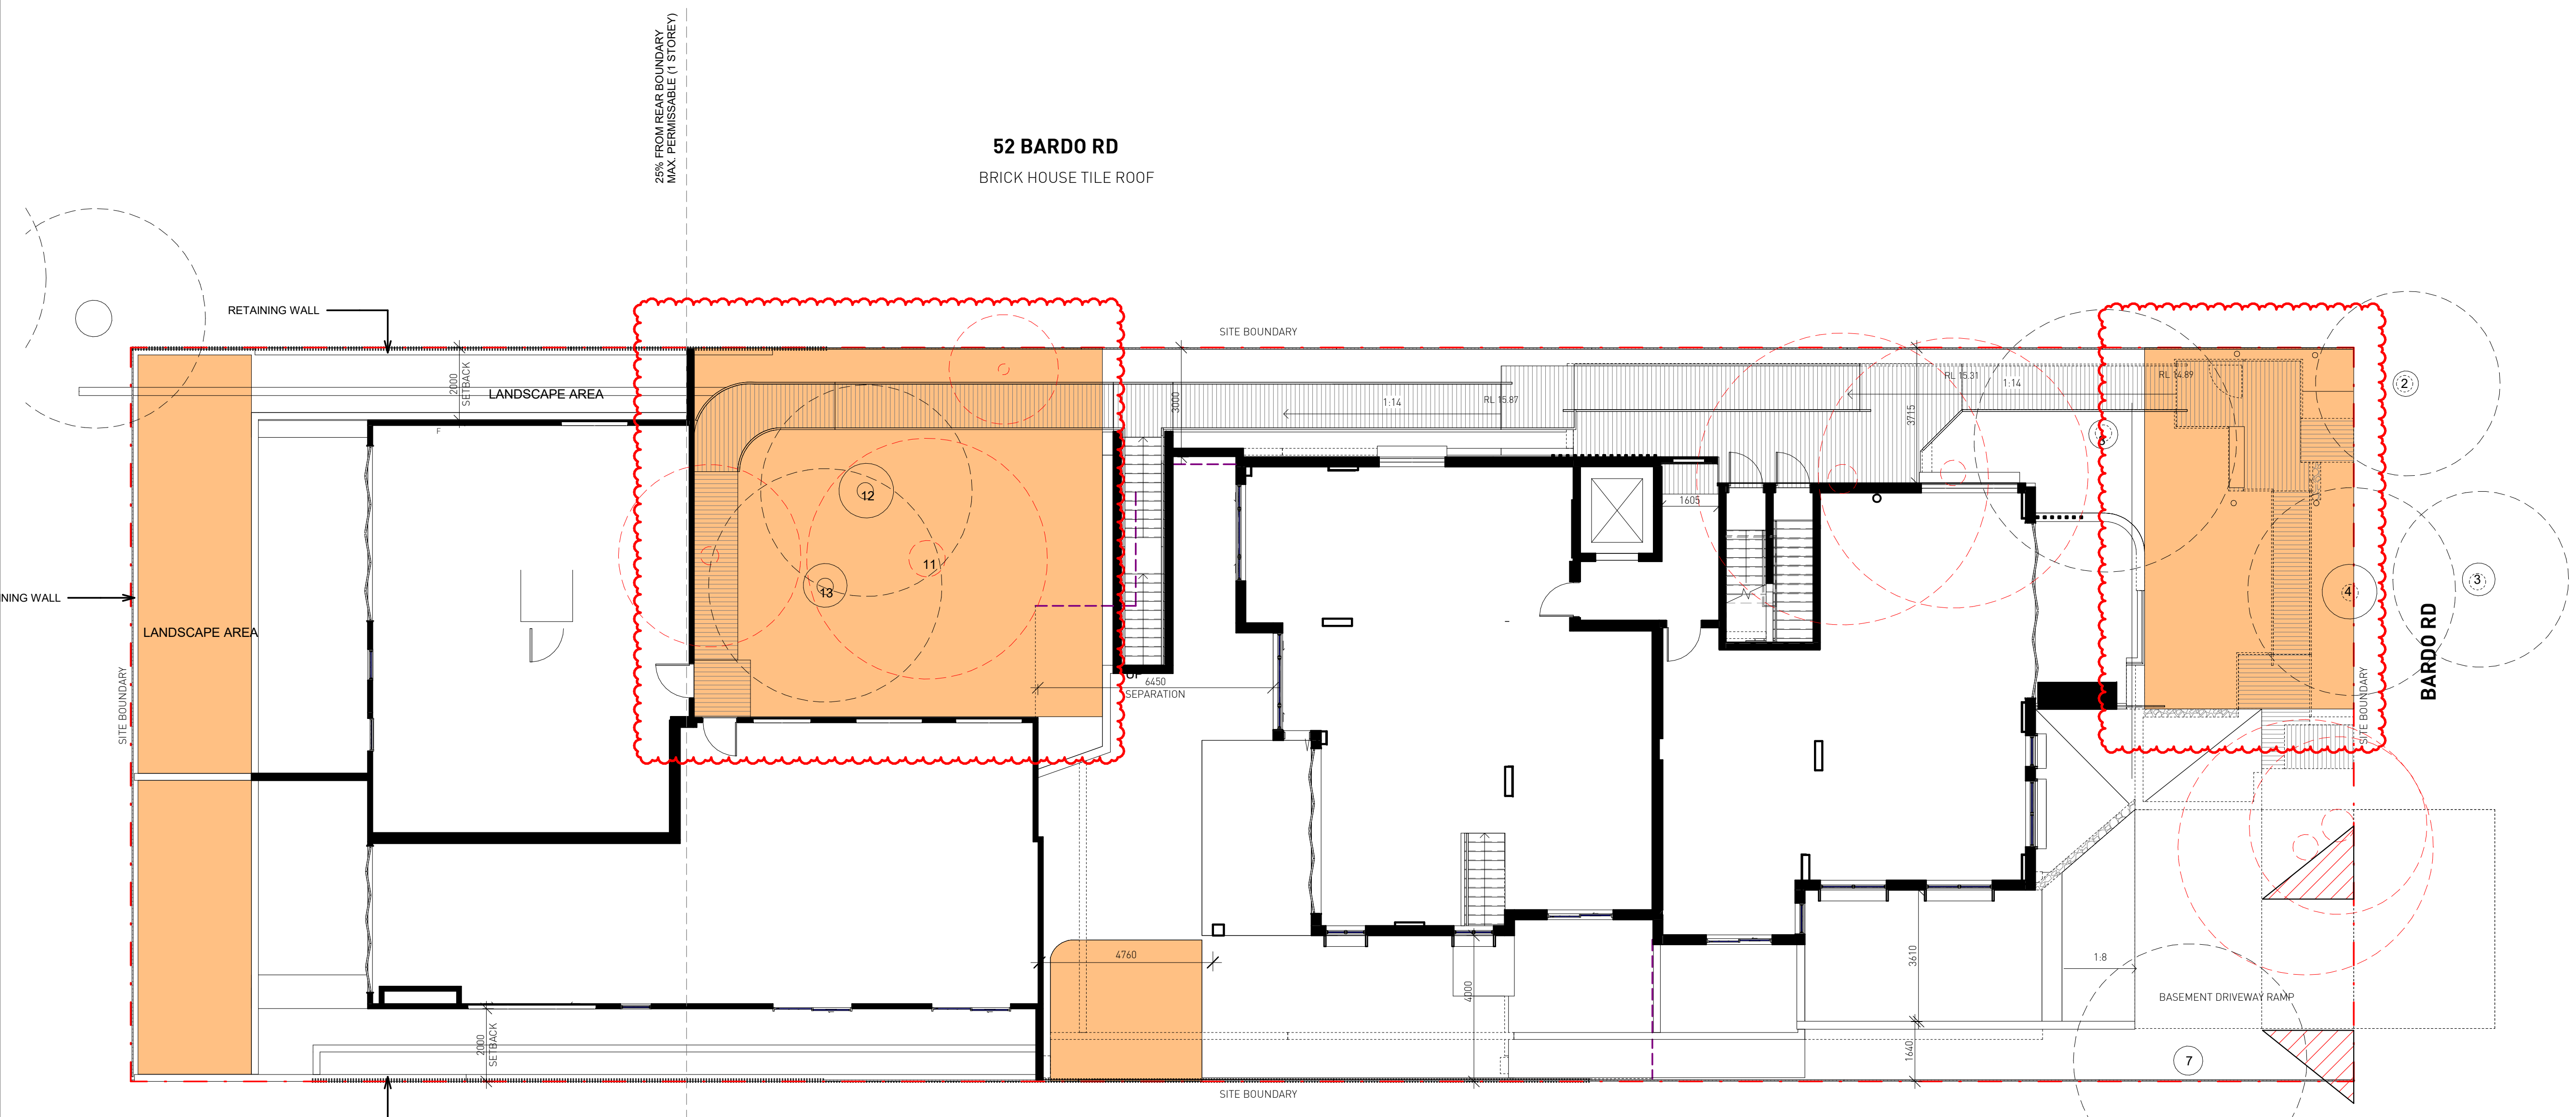 25% FROM REAR BOUNDARY
MAX. PERMISSABLE (1 STOREY)
52 BARDO RD
BRICK HOUSE TILE ROOF
RETAINING WALL
SITE BOUNDARY
2000
SETBACK
LANDSCAPE AREA
3000
1:14
RL 15.87
3715
RL 15.31
1:14
RL 14.89
2
F
12
11
13
1605
3
4
NING WALL
LANDSCAPE AREA
SITE BOUNDARY
6450
SEPARATION
BARDO RD
SITE BOUNDARY
4760
4000
3610
1:8
BASEMENT DRIVEWAY RAMP
2000
SETBACK
1640
7
SITE BOUNDARY